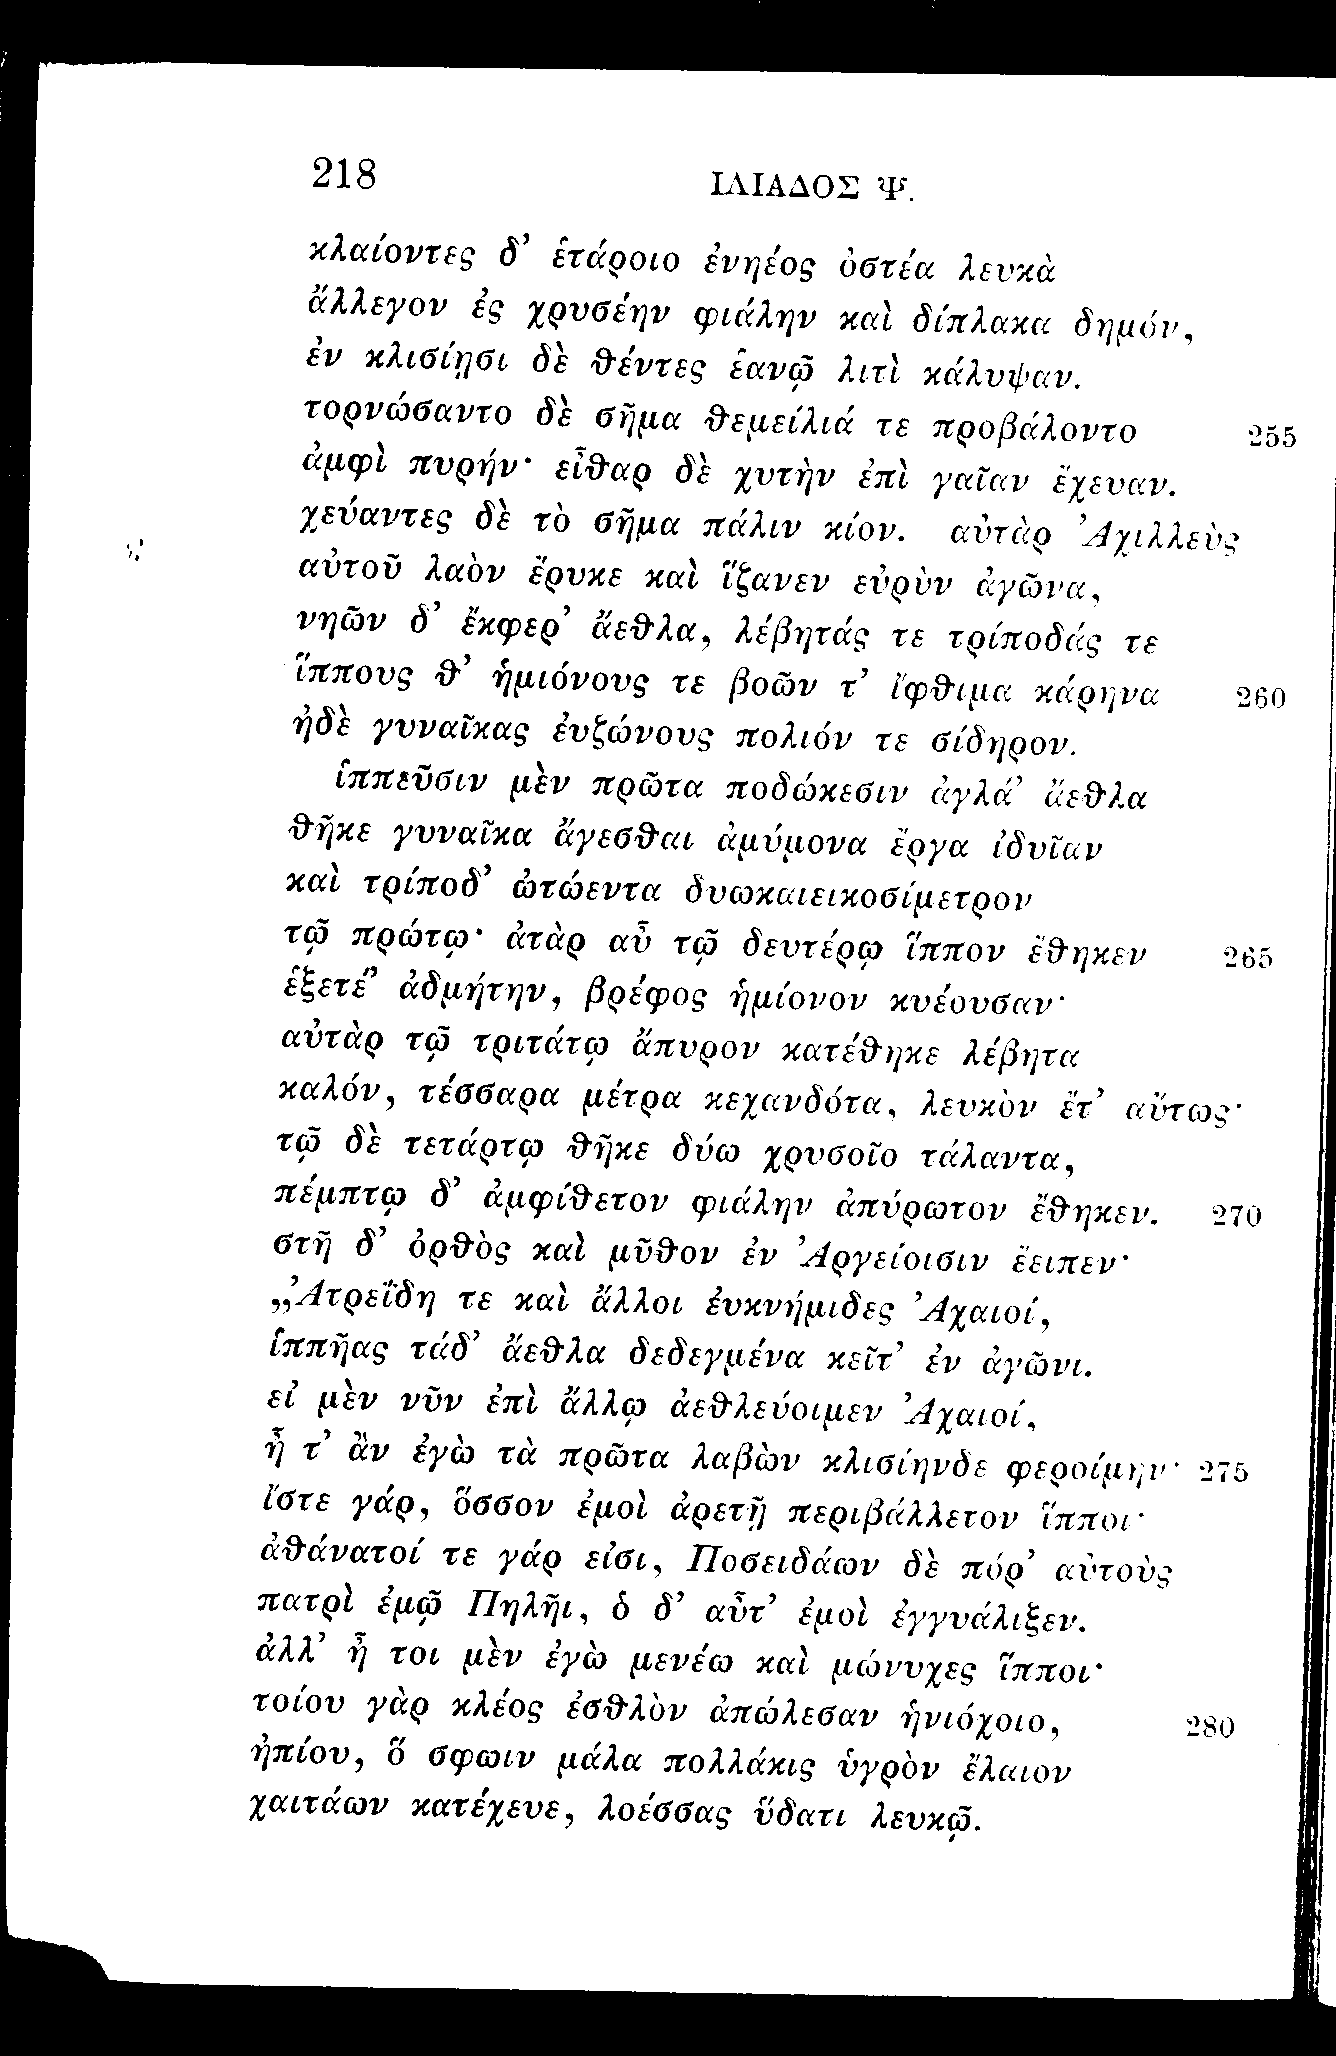 218 ΙΛΙΑΔΟΣ Ψ.
κλαίοντες δ’ ἑτάροιο ἐνηέος ὀστέα λευκὰ
ἄλλεγον ἐς χρυσέην φιάλην καὶ δίπλακα δημόν,
ἐν κλισίῃσι δὲ θέντες ἑανῷ λιτὶ κάλυψαν.
τορνώσαντο δὲ σῆμα θεμείλιά τε προβάλοντο 255
ἀμφὶ πυρήν· εἶθαρ δὲ χυτὴν ἐπὶ γαῖαν ἔχευαν.
χεύαντες δὲ τὸ σῆμα πάλιν κίον. αὐτὰρ Ἀχιλλεὺς
αὐτοῦ λαὸν ἔρυκε καὶ ἵζανεν εὐρὺν ἀγῶνα,
νηῶν δ’ ἔκφερ’ ἄεθλα, λέβητάς τε τρίποδάς τε
ἵππους θ’ ἡμιόνους τε βοῶν τ’ ἴφθιμα κάρηνα 260
ἠδὲ γυναῖκας ἐυζώνους πολιόν τε σίδηρον.
ἱππεῦσιν μὲν πρῶτα ποδώκεσιν ἀγλά’ ἄεθλα
θῆκε γυναῖκα ἄγεσθαι ἀμύμονα ἔργα ἰδυῖαν
καὶ τρίποδ’ ὠτώεντα δυωκαιεικοσίμετρον
τῷ πρώτῳ· ἀτὰρ αὖ τῷ δευτέρῳ ἵππον ἔθηκεν 265
ἑξετέ’ ἀδμήτην, βρέφος ἡμίονον κυέουσαν·
αὐτὰρ τῷ τριτάτῳ ἄπυρον κατέθηκε λέβητα
καλόν, τέσσαρα μέτρα κεχανδότα, λευκὸν ἔτ’ αὔτως·
τῷ δὲ τετάρτῳ θῆκε δύω χρυσοῖο τάλαντα,
πέμπτῳ δ’ ἀμφίθετον φιάλην ἀπύρωτον ἔθηκεν. 270
στῆ δ’ ὀρθὸς καὶ μῦθον ἐν Ἀργείοισιν ἔειπεν·
„Ἀτρεΐδη τε καὶ ἄλλοι ἐυκνήμιδες Ἀχαιοί,
ἱππῆας τάδ’ ἄεθλα δεδεγμένα κεῖτ’ ἐν ἀγῶνι.
εἰ μὲν νῦν ἐπὶ ἄλλῳ ἀεθλεύοιμεν Ἀχαιοί,
ἦ τ’ ἂν ἐγὼ τὰ πρῶτα λαβὼν κλισίηνδε φεροίμην· 275
ἴστε γάρ, ὅσσον ἐμοὶ ἀρετῇ περιβάλλετον ἵπποι·
ἀθάνατοί τε γάρ εἰσι, Ποσειδάων δὲ πόρ’ αὐτοὺς
πατρὶ ἐμῷ Πηλῆι, ὁ δ’ αὖτ’ ἐμοὶ ἐγγυάλιξεν.
ἀλλ’ ἦ τοι μὲν ἐγὼ μενέω καὶ μώνυχες ἵπποι·
τοίου γὰρ κλέος ἐσθλὸν ἀπώλεσαν ἡνιόχοιο, 280
ἠπίου, ὅ σφωιν μάλα πολλάκις ὑγρὸν ἔλαιον
χαιτάων κατέχευε, λοέσσας ὕδατι λευκῷ.